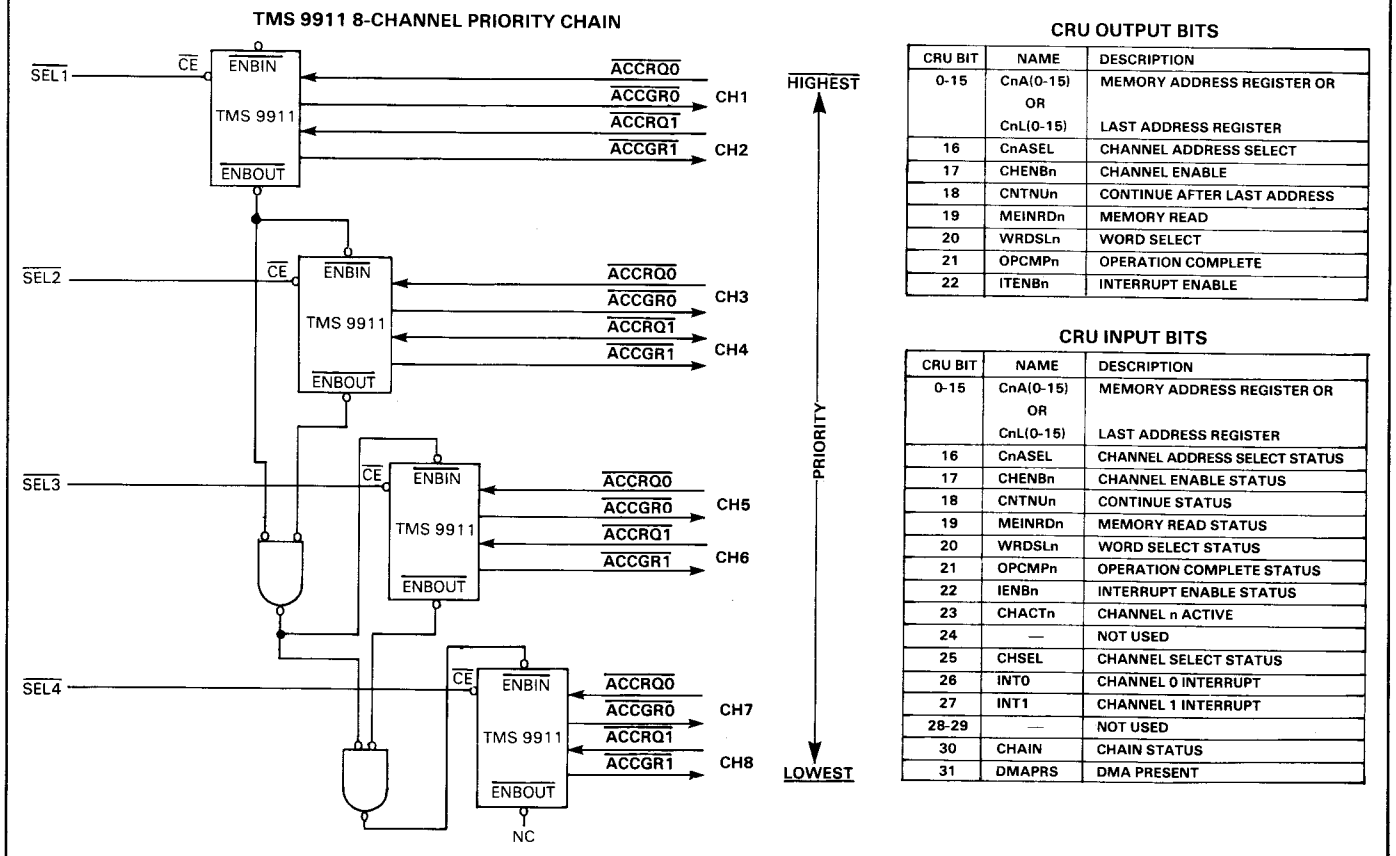 TMS 9911 8-CHANNEL PRIORITY CHAIN
SEL1
CE
ENBIN
TMS 9911
ENBOUT
ACCRQ0
ACCGR0
CH1
ACCRQ1
ACCGR1
CH2
SEL2
CE
ENBIN
TMS 9911
ENBOUT
ACCRQ0
ACCGR0
CH3
ACCRQ1
ACCGR1
CH4
SEL3
CE
ENBIN
TMS 9911
ENBOUT
ACCRQ0
ACCGR0
CH5
ACCRQ1
ACCGR1
CH6
SEL4
CE
ENBIN
TMS 9911
ENBOUT
NC
ACCRQ0
ACCGR0
CH7
ACCRQ1
ACCGR1
CH8
HIGHEST
PRIORITY
LOWEST
CRU OUTPUT BITS
CRU BIT NAME DESCRIPTION
0-15 CnA(0-15) MEMORY ADDRESS REGISTER OR
OR
CnL(0-15) LAST ADDRESS REGISTER
16 CnASEL CHANNEL ADDRESS SELECT
17 CHENBn CHANNEL ENABLE
18 CNTNUn CONTINUE AFTER LAST ADDRESS
19 MEINRDn MEMORY READ
20 WRDSLn WORD SELECT
21 OPCMPn OPERATION COMPLETE
22 ITENBn INTERRUPT ENABLE
CRU INPUT BITS
CRU BIT NAME DESCRIPTION
0-15 CnA(0-15) MEMORY ADDRESS REGISTER OR
OR
CnL(0-15) LAST ADDRESS REGISTER
16 CnASEL CHANNEL ADDRESS SELECT STATUS
17 CHENBn CHANNEL ENABLE STATUS
18 CNTNUn CONTINUE STATUS
19 MEINRDn MEMORY READ STATUS
20 WRDSLn WORD SELECT STATUS
21 OPCMPn OPERATION COMPLETE STATUS
22 IENBn INTERRUPT ENABLE STATUS
23 CHACTn CHANNEL n ACTIVE
24 — NOT USED
25 CHSEL CHANNEL SELECT STATUS
26 INT0 CHANNEL 0 INTERRUPT
27 INT1 CHANNEL 1 INTERRUPT
28-29 — NOT USED
30 CHAIN CHAIN STATUS
31 DMAPRS DMA PRESENT